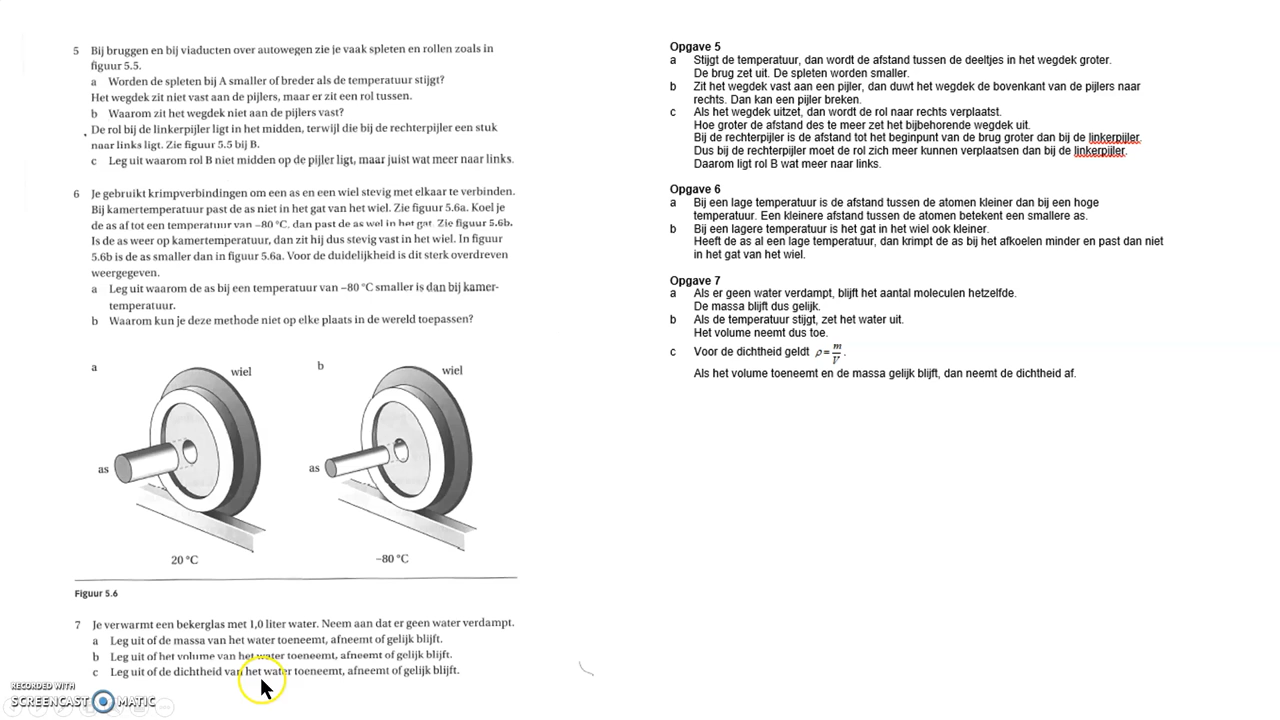 5 Bij bruggen en bij viaducten over autowegen zie je vaak spleten en rollen zoals in
figuur 5.5.
a Worden de spleten bij A smaller of breder als de temperatuur stijgt?
Het wegdek zit niet vast aan de pijlers, maar er zit een rol tussen.
b Waarom zit het wegdek niet aan de pijlers vast?
De rol bij de linkerpijler ligt in het midden, terwijl die bij de rechterpijler een stuk
naar links ligt. Zie figuur 5.5 bij B.
c Leg uit waarom rol B niet midden op de pijler ligt, maar juist wat meer naar links.
6 Je gebruikt krimpverbindingen om een as en een wiel stevig met elkaar te verbinden.
Bij kamertemperatuur past de as niet in het gat van het wiel. Zie figuur 5.6a. Koel je
de as af tot een temperatuur van –80 °C, dan past de as wel in het gat. Zie figuur 5.6b.
Is de as weer op kamertemperatuur, dan zit hij dus stevig vast in het wiel. In figuur
5.6b is de as smaller dan in figuur 5.6a. Voor de duidelijkheid is dit sterk overdreven
weergegeven.
a Leg uit waarom de as bij een temperatuur van –80 °C smaller is dan bij kamer-
temperatuur.
b Waarom kun je deze methode niet op elke plaats in de wereld toepassen?
a
wiel
as
20 °C
b
wiel
as
–80 °C
Figuur 5.6
7 Je verwarmt een bekerglas met 1,0 liter water. Neem aan dat er geen water verdampt.
a Leg uit of de massa van het water toeneemt, afneemt of gelijk blijft.
b Leg uit of het volume van het water toeneemt, afneemt of gelijk blijft.
c Leg uit of de dichtheid van het water toeneemt, afneemt of gelijk blijft.
RECORDED WITH
SCREENCAST MATIC
Opgave 5
a Stijgt de temperatuur, dan wordt de afstand tussen de deeltjes in het wegdek groter.
De brug zet uit. De spleten worden smaller.
b Zit het wegdek vast aan een pijler, dan duwt het wegdek de bovenkant van de pijlers naar
rechts. Dan kan een pijler breken.
c Als het wegdek uitzet, dan wordt de rol naar rechts verplaatst.
Hoe groter de afstand des te meer zet het bijbehorende wegdek uit.
Bij de rechterpijler is de afstand tot het beginpunt van de brug groter dan bij de linkerpijler.
Dus bij de rechterpijler moet de rol zich meer kunnen verplaatsen dan bij de linkerpijler.
Daarom ligt rol B wat meer naar links.
Opgave 6
a Bij een lage temperatuur is de afstand tussen de atomen kleiner dan bij een hoge
temperatuur. Een kleinere afstand tussen de atomen betekent een smallere as.
b Bij een lagere temperatuur is het gat in het wiel ook kleiner.
Heeft de as al een lage temperatuur, dan krimpt de as bij het afkoelen minder en past dan niet
in het gat van het wiel.
Opgave 7
a Als er geen water verdampt, blijft het aantal moleculen hetzelfde.
De massa blijft dus gelijk.
b Als de temperatuur stijgt, zet het water uit.
Het volume neemt dus toe.
c Voor de dichtheid geldt ρ = m/V.
Als het volume toeneemt en de massa gelijk blijft, dan neemt de dichtheid af.